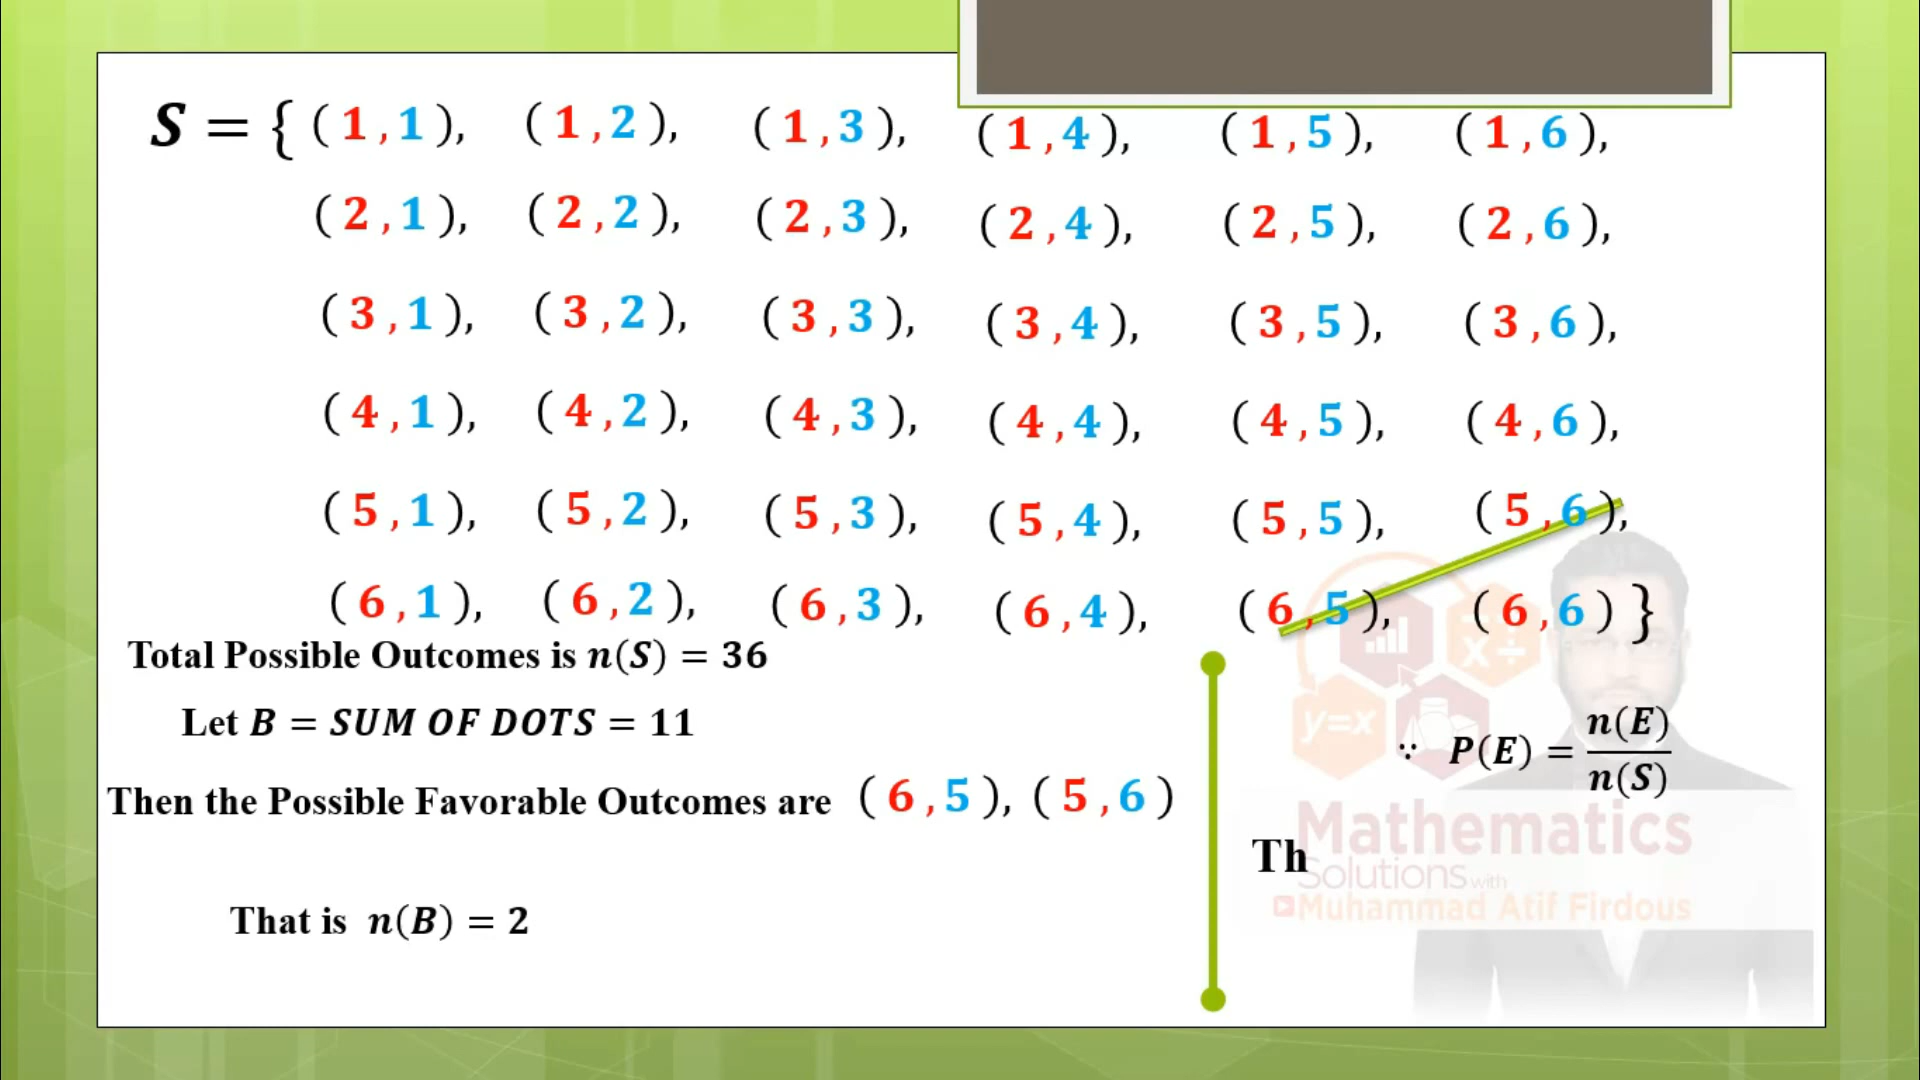 S = { ( 1 , 1 ), ( 1 , 2 ), ( 1 , 3 ), ( 1 , 4 ), ( 1 , 5 ), ( 1 , 6 ),
( 2 , 1 ), ( 2 , 2 ), ( 2 , 3 ), ( 2 , 4 ), ( 2 , 5 ), ( 2 , 6 ),
( 3 , 1 ), ( 3 , 2 ), ( 3 , 3 ), ( 3 , 4 ), ( 3 , 5 ), ( 3 , 6 ),
( 4 , 1 ), ( 4 , 2 ), ( 4 , 3 ), ( 4 , 4 ), ( 4 , 5 ), ( 4 , 6 ),
( 5 , 1 ), ( 5 , 2 ), ( 5 , 3 ), ( 5 , 4 ), ( 5 , 5 ), ( 5 , 6 ),
( 6 , 1 ), ( 6 , 2 ), ( 6 , 3 ), ( 6 , 4 ), ( 6 , 5 ), ( 6 , 6 ) }
Total Possible Outcomes is n(S) = 36
Let B = SUM OF DOTS = 11
Then the Possible Favorable Outcomes are ( 6 , 5 ), ( 5 , 6 )
That is n(B) = 2
∵ P(E) = n(E)/n(S)
Th
x ÷
y=x
Mathematics
Solutions with
Muhammad Atif Firdous